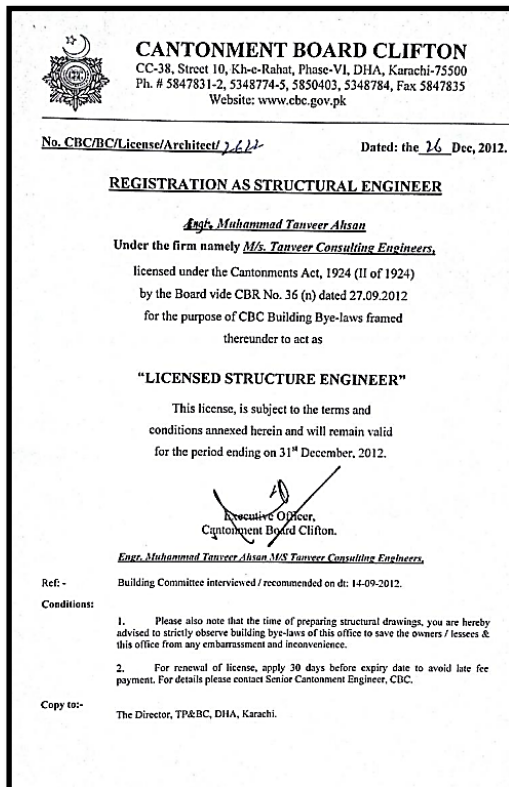 CANTONMENT BOARD CLIFTON
CC-38, Street 10, Kh-e-Rahat, Phase-VI, DHA, Karachi-75500
Ph. # 5847831-2, 5348774-5, 5850403, 5348784, Fax 5847835
Website: www.cbc.gov.pk
No. CBC/BC/License/Architect/ Dated: the 26 Dec, 2012.
REGISTRATION AS STRUCTURAL ENGINEER
Engr. Muhammad Tanveer Ahsan
Under the firm namely M/s. Tanveer Consulting Engineers,
licensed under the Cantonments Act, 1924 (II of 1924)
by the Board vide CBR No. 36 (n) dated 27.09.2012
for the purpose of CBC Building Bye-laws framed
thereunder to act as
"LICENSED STRUCTURE ENGINEER"
This license, is subject to the terms and
conditions annexed herein and will remain valid
for the period ending on 31st December, 2012.
Executive Officer,
Cantonment Board Clifton.
Engr. Muhammad Tanveer Ahsan M/S Tanveer Consulting Engineers,
Ref: - Building Committee interviewed / recommended on dt: 14-09-2012.
Conditions:
1. Please also note that the time of preparing structural drawings, you are hereby
advised to strictly observe building bye-laws of this office to save the owners / lessees &
this office from any embarrassment and inconvenience.
2. For renewal of license, apply 30 days before expiry date to avoid late fee
payment. For details please contact Senior Cantonment Engineer, CBC.
Copy to:-
The Director, TP&BC, DHA, Karachi.